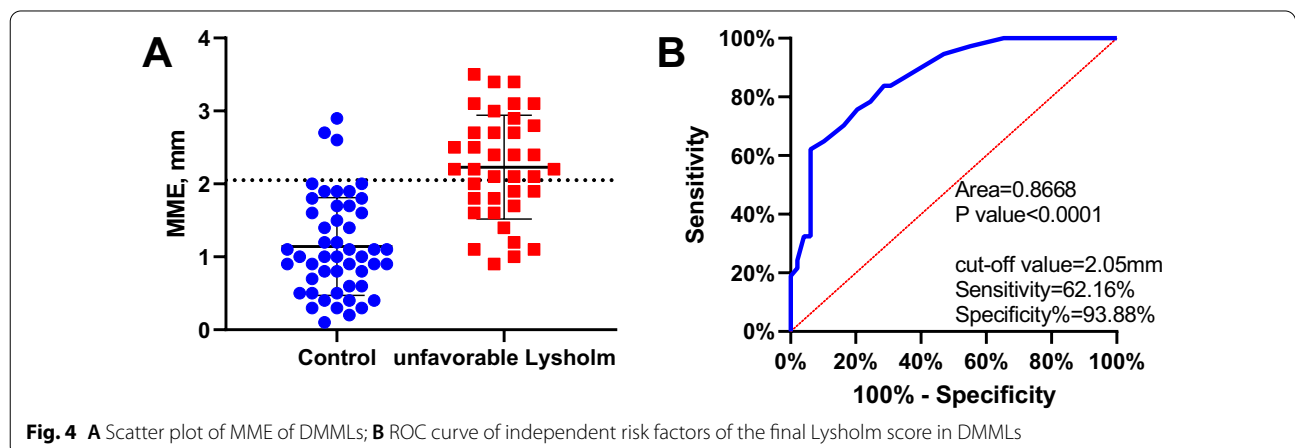 A
4
3
2
1
0
MME, mm
Control
unfavorable Lysholm
B
100%
80%
60%
40%
20%
0%
Sensitivity
Area=0.8668
P value<0.0001
cut-off value=2.05mm
Sensitivity=62.16%
Specificity%=93.88%
0% 20% 40% 60% 80% 100%
100% - Specificity
Fig. 4 A Scatter plot of MME of DMMLs; B ROC curve of independent risk factors of the final Lysholm score in DMMLs